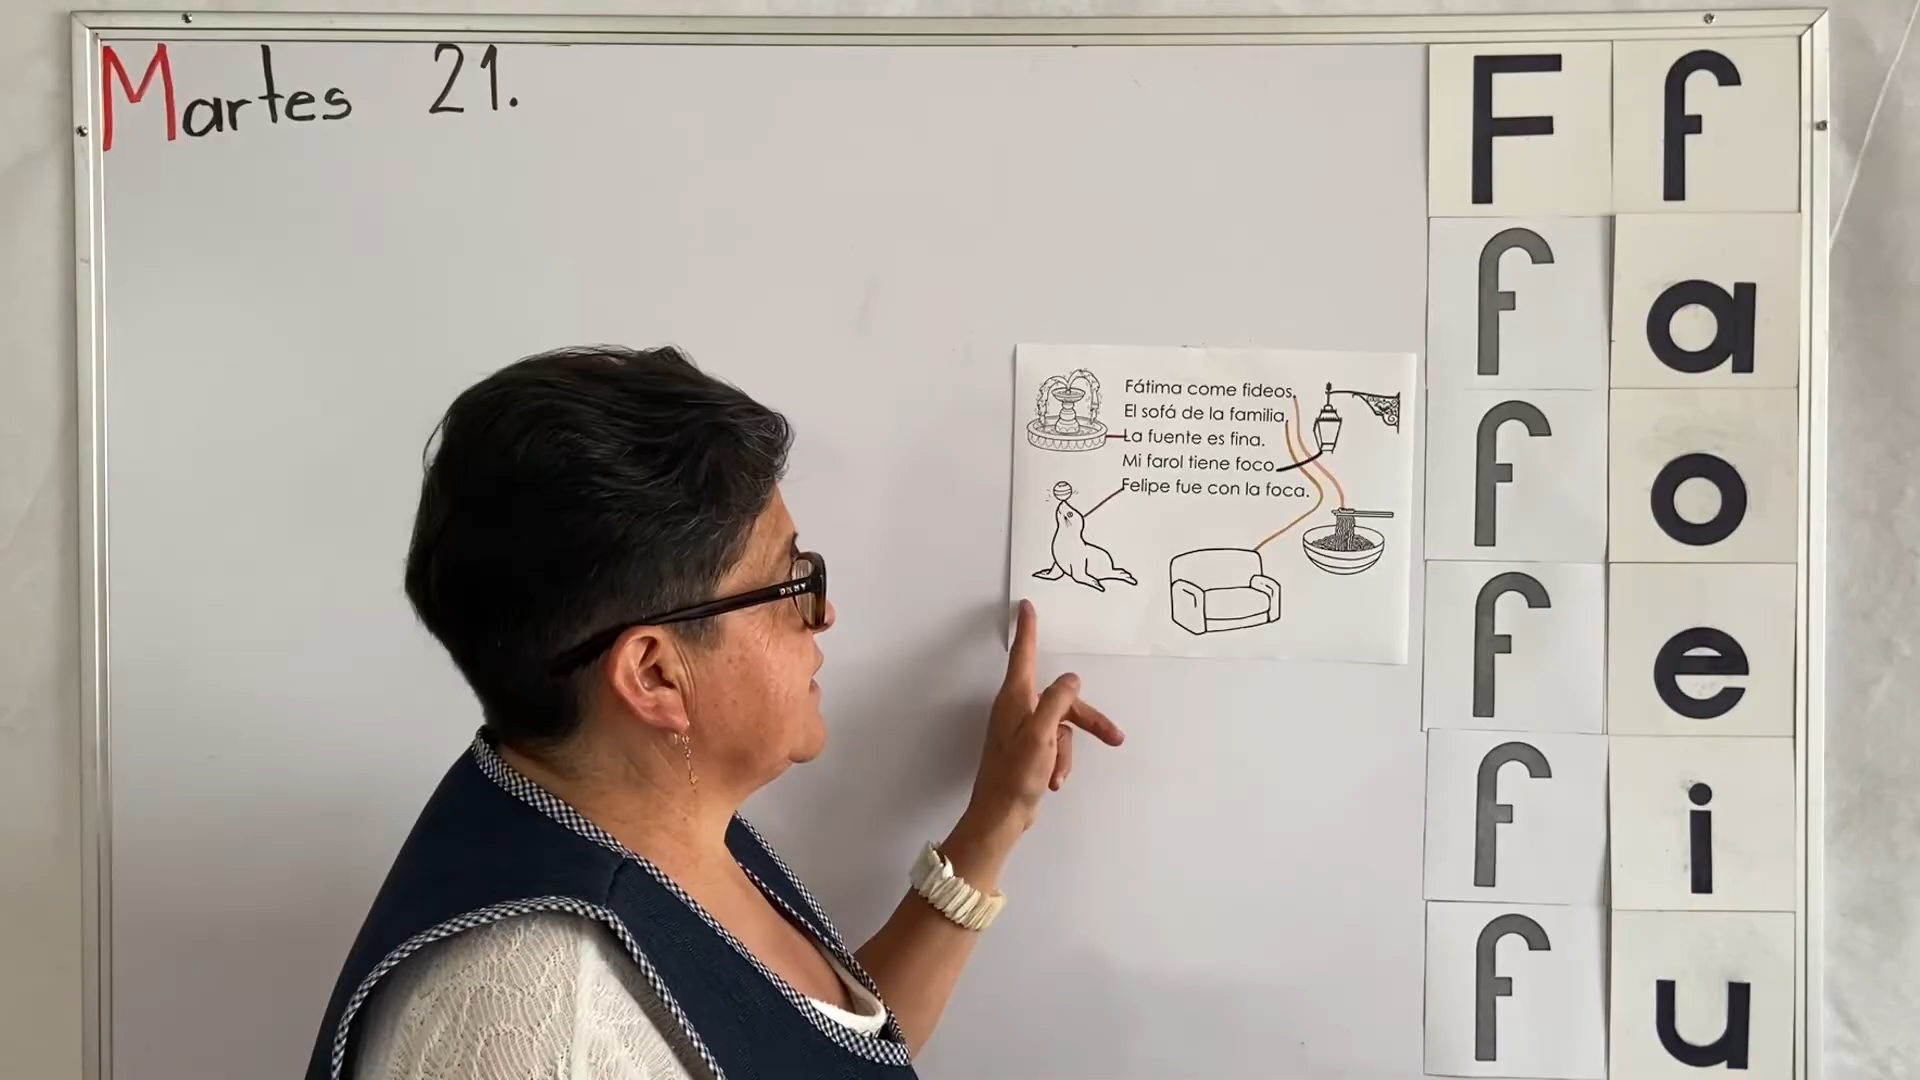 Martes 21.
F f
f a
f o
f e
f i
f u
Fátima come fideos.
El sofá de la familia.
La fuente es fina.
Mi farol tiene foco
Felipe fue con la foca.